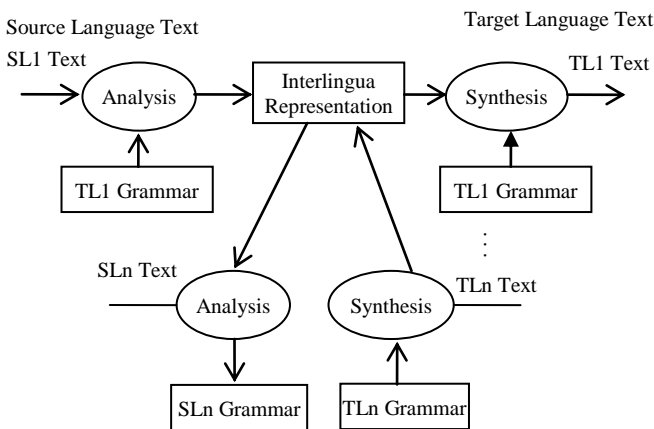 Source Language Text
Target Language Text
SL1 Text
TL1 Text
Analysis
Interlingua
Representation
Synthesis
TL1 Grammar
TL1 Grammar
SLn Text
TLn Text
Analysis
Synthesis
SLn Grammar
TLn Grammar